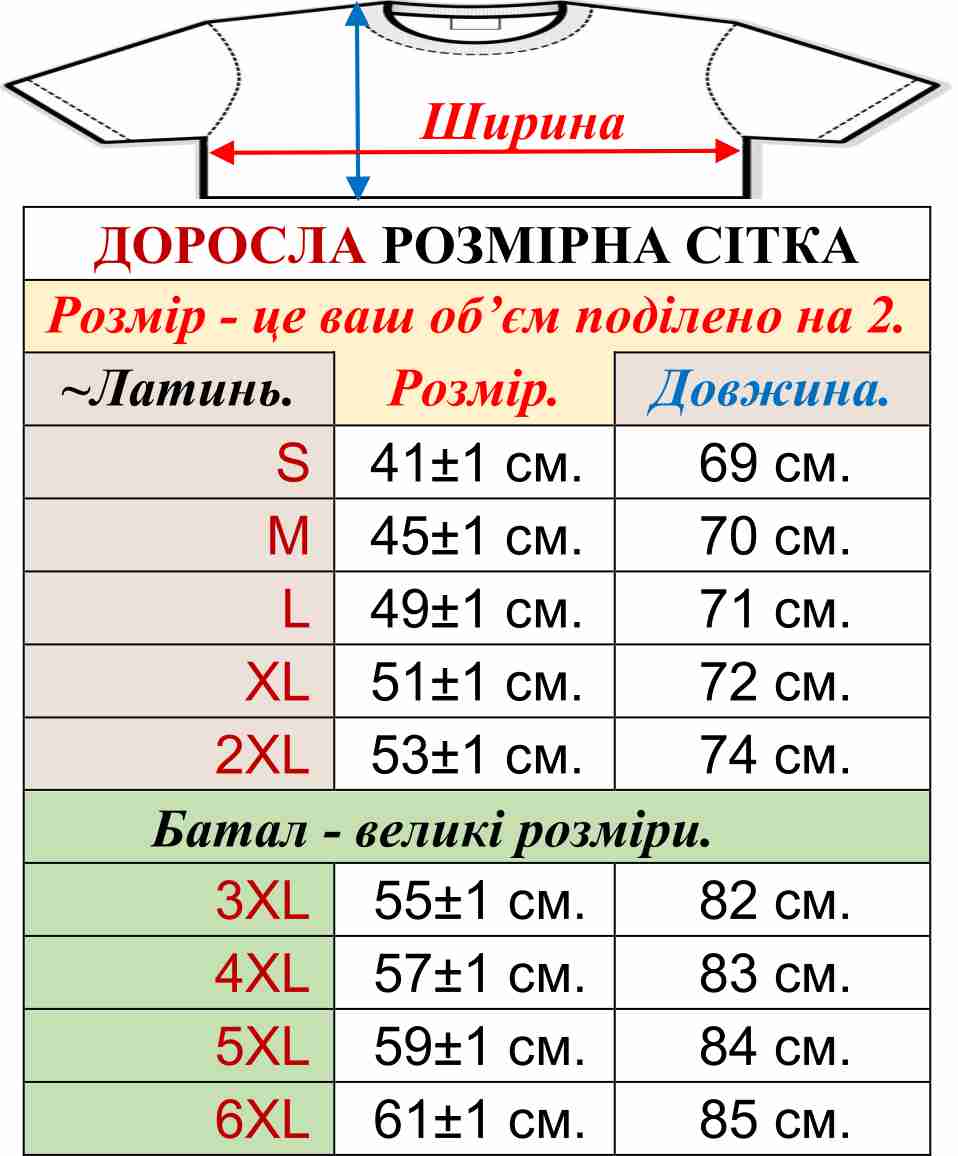 Ширина
ДОРОСЛА РОЗМІРНА СІТКА
Розмір - це ваш об’єм поділено на 2.
~Латинь. Розмір. Довжина.
S 41±1 см. 69 см.
M 45±1 см. 70 см.
L 49±1 см. 71 см.
XL 51±1 см. 72 см.
2XL 53±1 см. 74 см.
Батал - великі розміри.
3XL 55±1 см. 82 см.
4XL 57±1 см. 83 см.
5XL 59±1 см. 84 см.
6XL 61±1 см. 85 см.